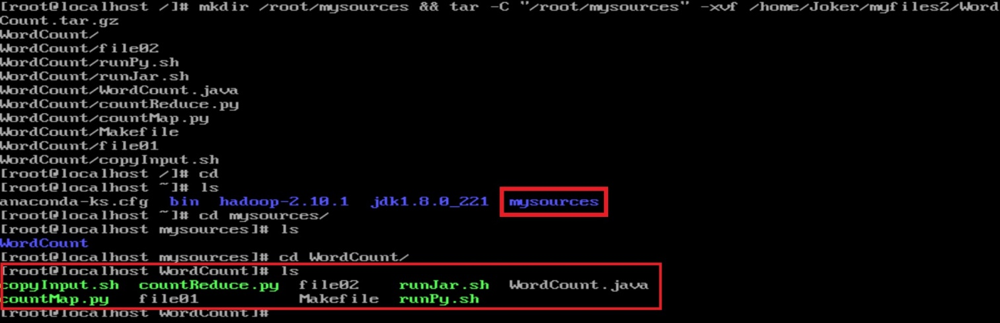 [root@localhost /]# mkdir /root/mysources && tar -C "/root/mysources" -xvf /home/Joker/myfiles2/Word
Count.tar.gz
WordCount/
WordCount/file02
WordCount/runPy.sh
WordCount/runJar.sh
WordCount/WordCount.java
WordCount/countReduce.py
WordCount/countMap.py
WordCount/Makefile
WordCount/file01
WordCount/copyInput.sh
[root@localhost /]# cd
[root@localhost ~]# ls
anaconda-ks.cfg  bin  hadoop-2.10.1  jdk1.8.0_221  mysources
[root@localhost ~]# cd mysources/
[root@localhost mysources]# ls
WordCount
[root@localhost mysources]# cd WordCount/
[root@localhost WordCount]# ls
copyInput.sh  countReduce.py  file02    runJar.sh  WordCount.java
countMap.py   file01          Makefile  runPy.sh
[root@localhost WordCount]#